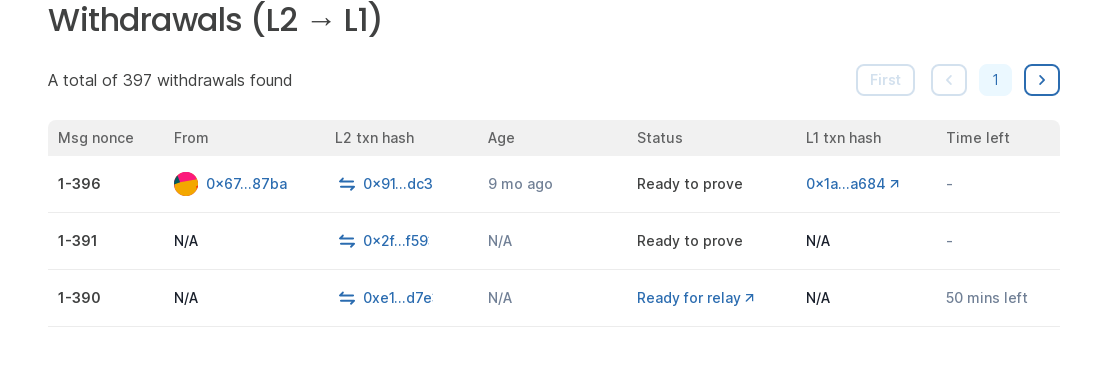 Withdrawals (L2 → L1)
A total of 397 withdrawals found
First 1
Msg nonce From L2 txn hash Age Status L1 txn hash Time left
1-396 0x67...87ba 0x91...dc3 9 mo ago Ready to prove 0x1a...a684 -
1-391 N/A 0x2f...f59 N/A Ready to prove N/A -
1-390 N/A 0xe1...d7e N/A Ready for relay N/A 50 mins left